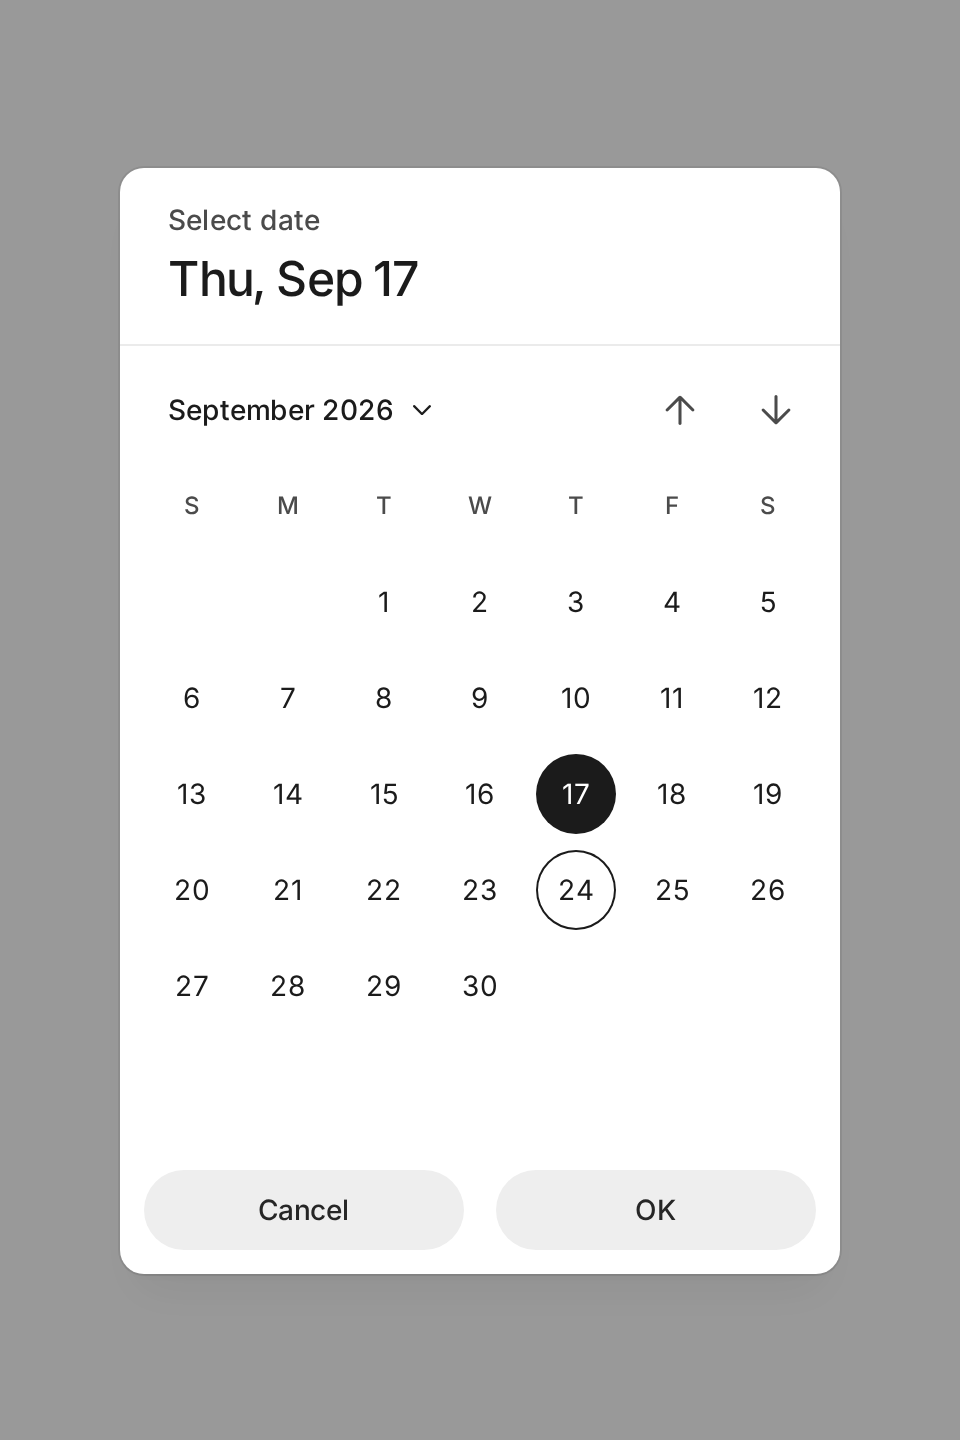 Select date
Thu, Sep 17
September 2026
S M T W T F S
1 2 3 4 5
6 7 8 9 10 11 12
13 14 15 16 17 18 19
20 21 22 23 24 25 26
27 28 29 30
Cancel OK